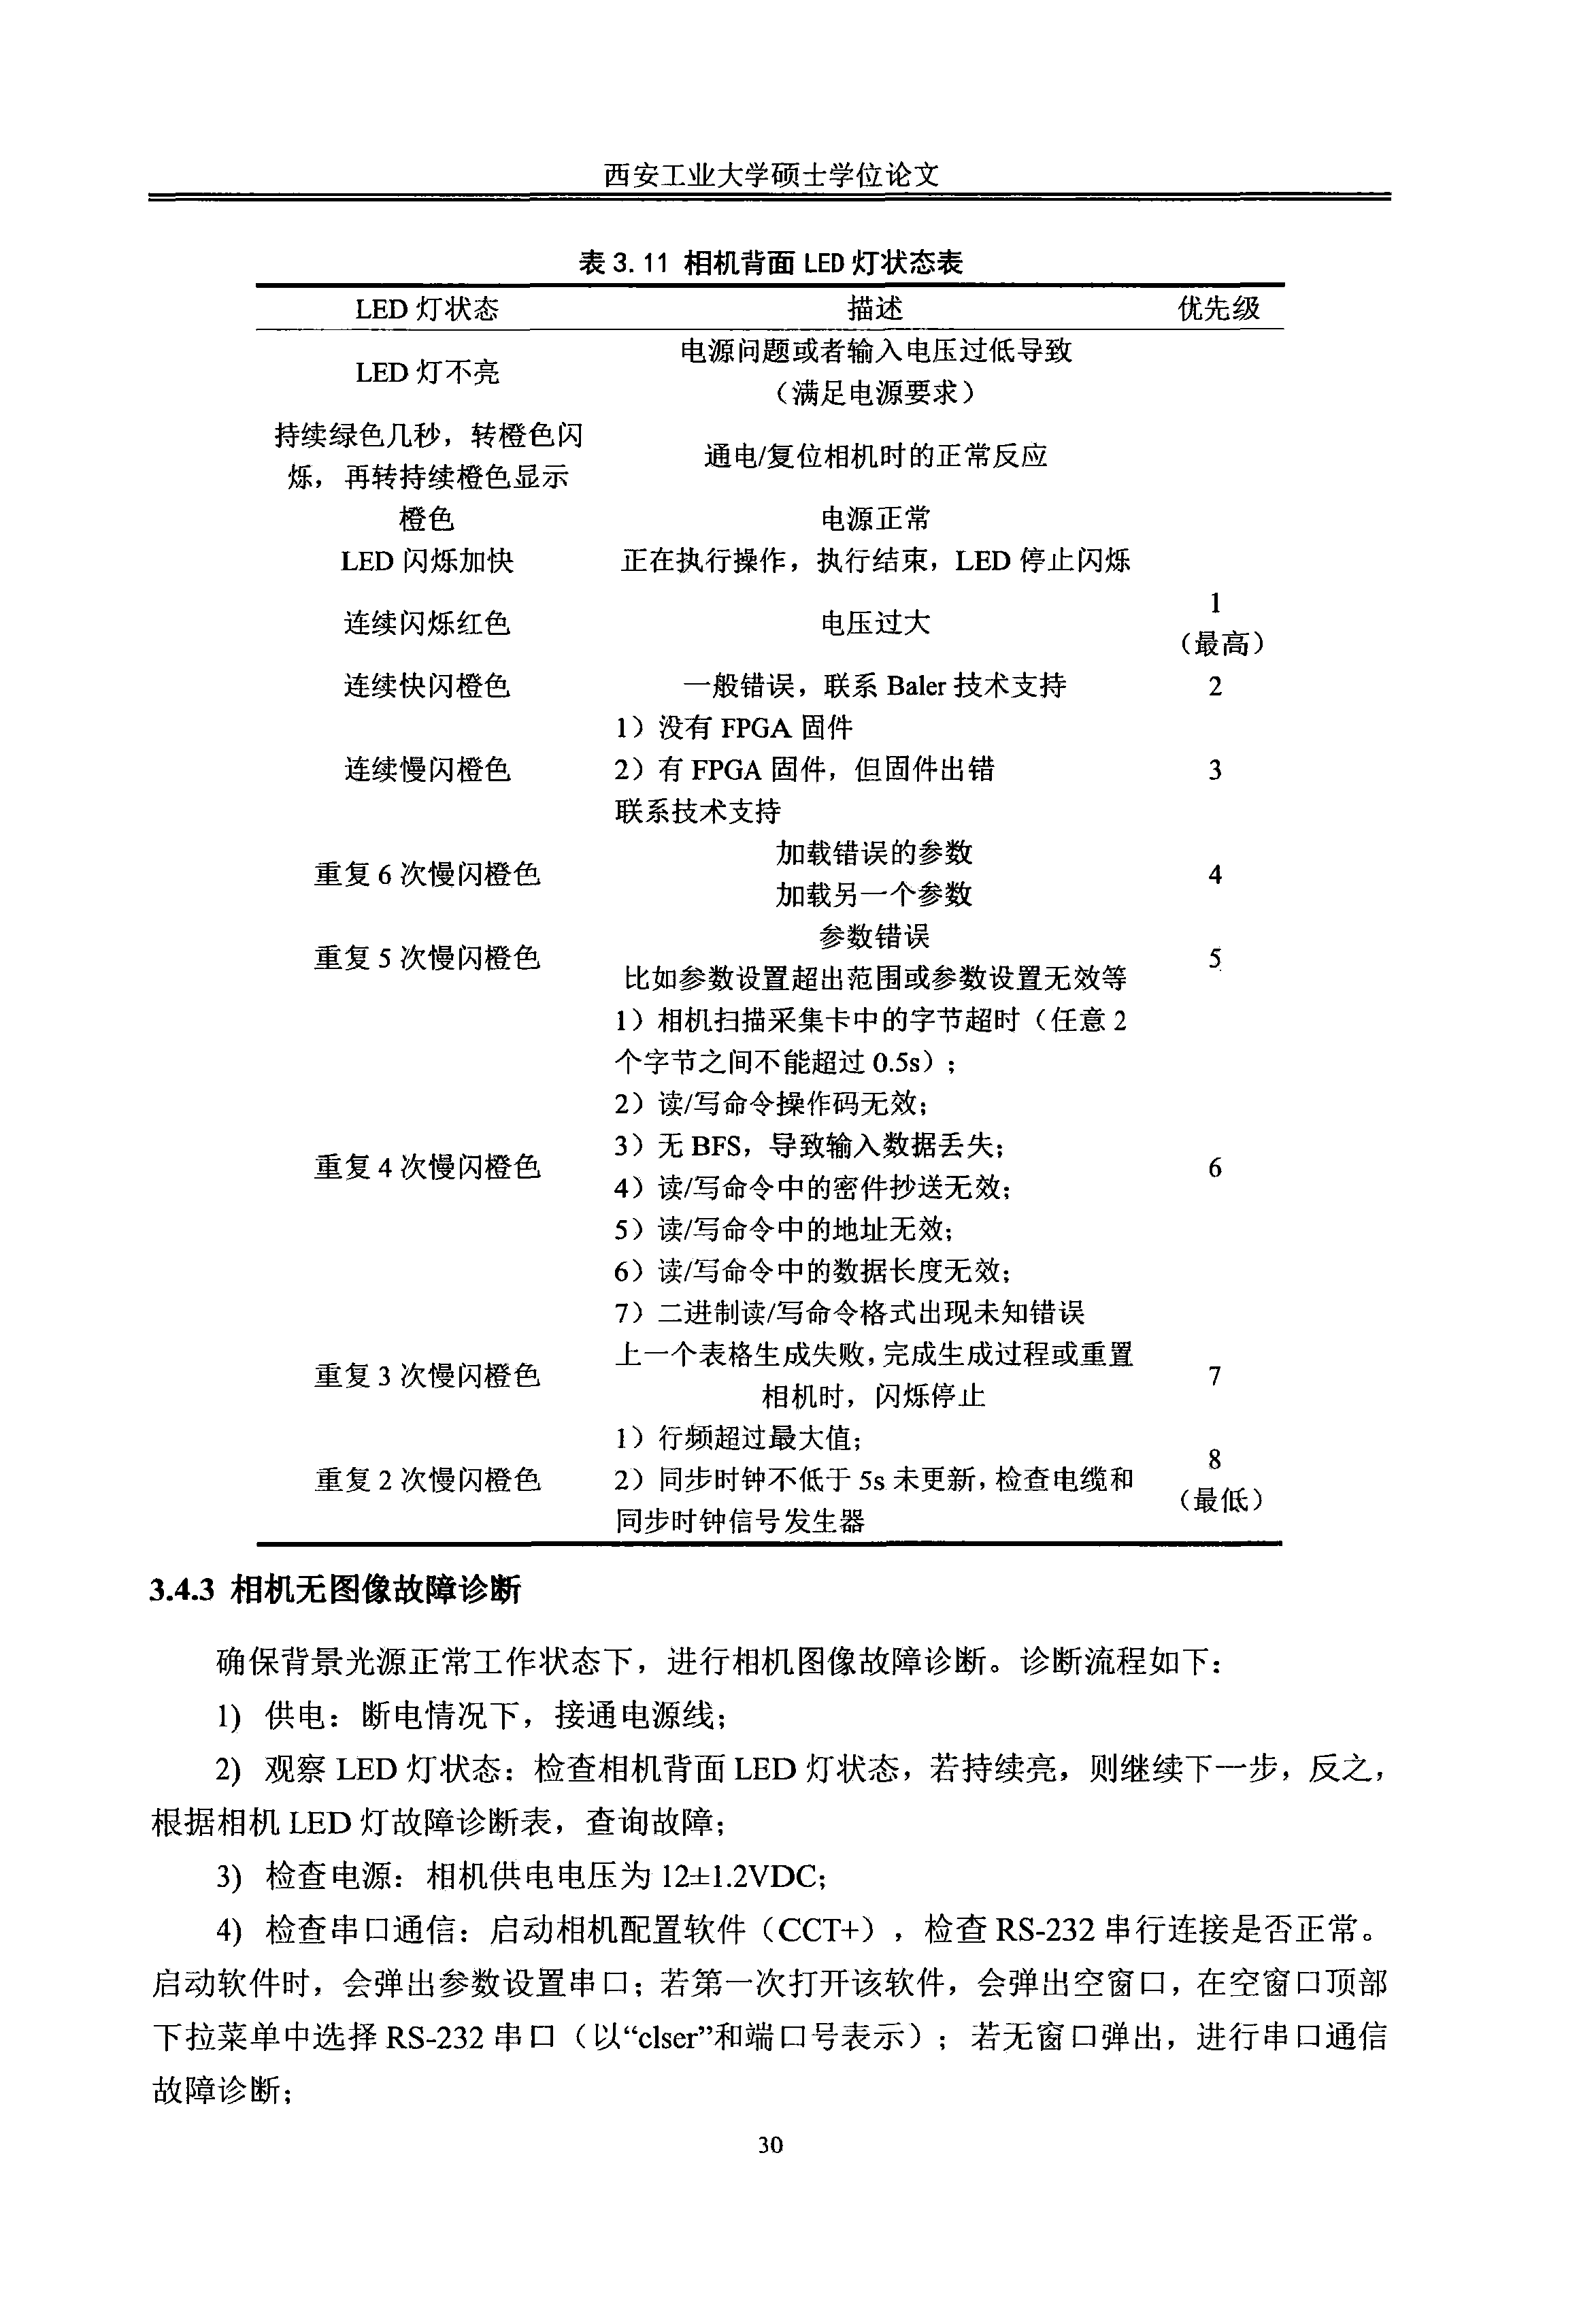 西安工业大学硕士学位论文
表 3.11 相机背面 LED 灯状态表
LED 灯状态 描述 优先级
LED 灯不亮 电源问题或者输入电压过低导致
（满足电源要求）
持续绿色几秒，转橙色闪
烁，再转持续橙色显示 通电/复位相机时的正常反应
橙色 电源正常
LED 闪烁加快 正在执行操作，执行结束，LED 停止闪烁
连续闪烁红色 电压过大 1
（最高）
连续快闪橙色 一般错误，联系 Baler 技术支持 2
1）没有 FPGA 固件
连续慢闪橙色 2）有 FPGA 固件，但固件出错 3
联系技术支持
重复 6 次慢闪橙色 加载错误的参数 4
加载另一个参数
重复 5 次慢闪橙色 参数错误 5
比如参数设置超出范围或参数设置无效等
1）相机扫描采集卡中的字节超时（任意 2
个字节之间不能超过 0.5s）；
2）读/写命令操作码无效；
3）无 BFS，导致输入数据丢失；
重复 4 次慢闪橙色 6
4）读/写命令中的密件抄送无效；
5）读/写命令中的地址无效；
6）读/写命令中的数据长度无效；
7）二进制读/写命令格式出现未知错误
重复 3 次慢闪橙色 上一个表格生成失败，完成生成过程或重置 7
相机时，闪烁停止
1）行频超过最大值；
重复 2 次慢闪橙色 2）同步时钟不低于 5s 未更新，检查电缆和 8
同步时钟信号发生器 （最低）
3.4.3 相机无图像故障诊断
确保背景光源正常工作状态下，进行相机图像故障诊断。诊断流程如下：
1) 供电：断电情况下，接通电源线；
2) 观察 LED 灯状态：检查相机背面 LED 灯状态，若持续亮，则继续下一步，反之，
根据相机 LED 灯故障诊断表，查询故障；
3) 检查电源：相机供电电压为 12±1.2VDC；
4) 检查串口通信：启动相机配置软件（CCT+），检查 RS-232 串行连接是否正常。
启动软件时，会弹出参数设置串口；若第一次打开该软件，会弹出空窗口，在空窗口顶部
下拉菜单中选择 RS-232 串口（以“clser”和端口号表示）；若无窗口弹出，进行串口通信
故障诊断；
30